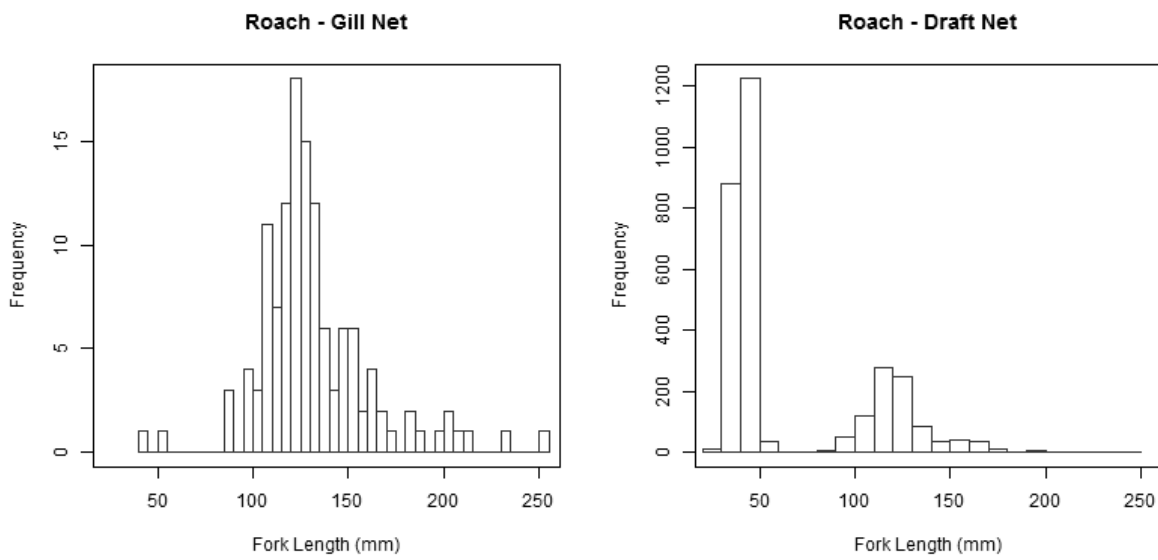 Roach - Gill Net
Frequency
15
10
5
0
50 100 150 200 250
Fork Length (mm)
Roach - Draft Net
Frequency
1200
1000
800
600
400
200
0
50 100 150 200 250
Fork Length (mm)